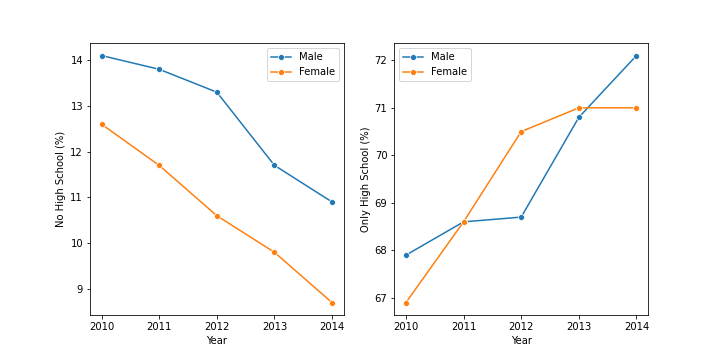 14
13
12
11
10
9
No High School (%)
2010 2011 2012 2013 2014
Year
Male
Female
72
71
70
69
68
67
Only High School (%)
2010 2011 2012 2013 2014
Year
Male
Female